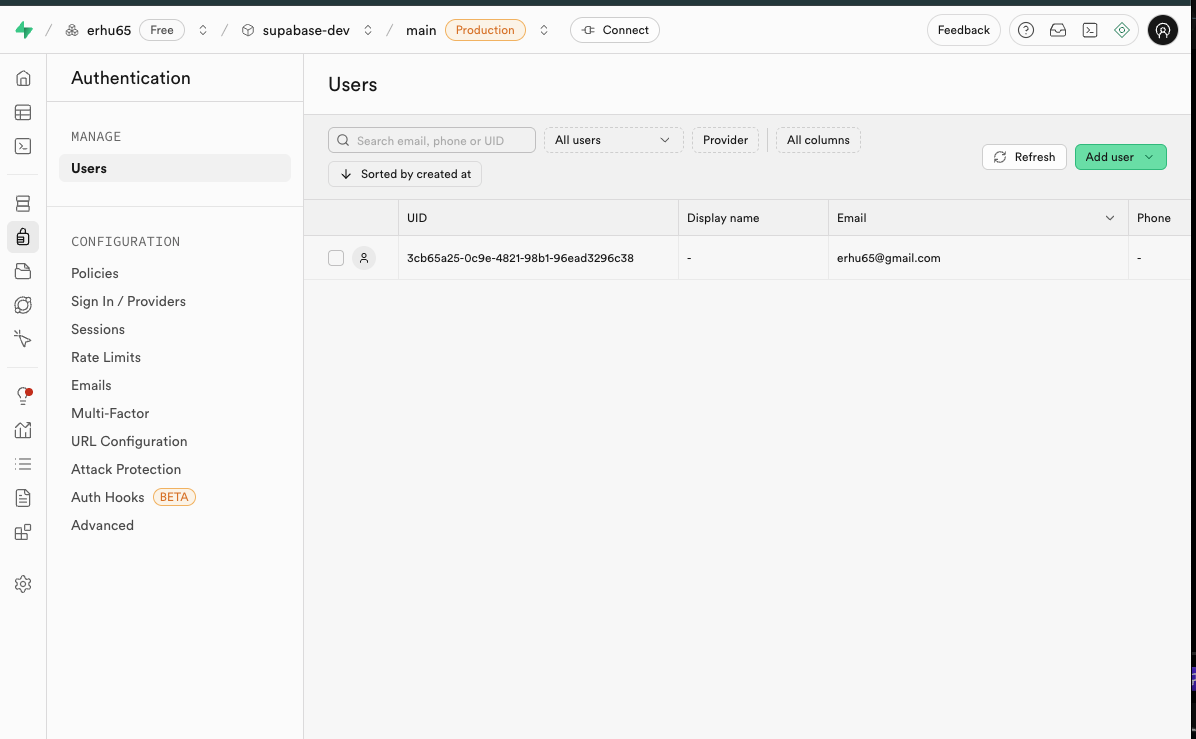 erhu65 Free supabase-dev main Production Connect Feedback
Authentication
MANAGE
Users
CONFIGURATION
Policies
Sign In / Providers
Sessions
Rate Limits
Emails
Multi-Factor
URL Configuration
Attack Protection
Auth Hooks BETA
Advanced
Users
Search email, phone or UID All users Provider All columns
Sorted by created at
Refresh Add user
UID Display name Email Phone
3cb65a25-0c9e-4821-98b1-96ead3296c38 - erhu65@gmail.com -